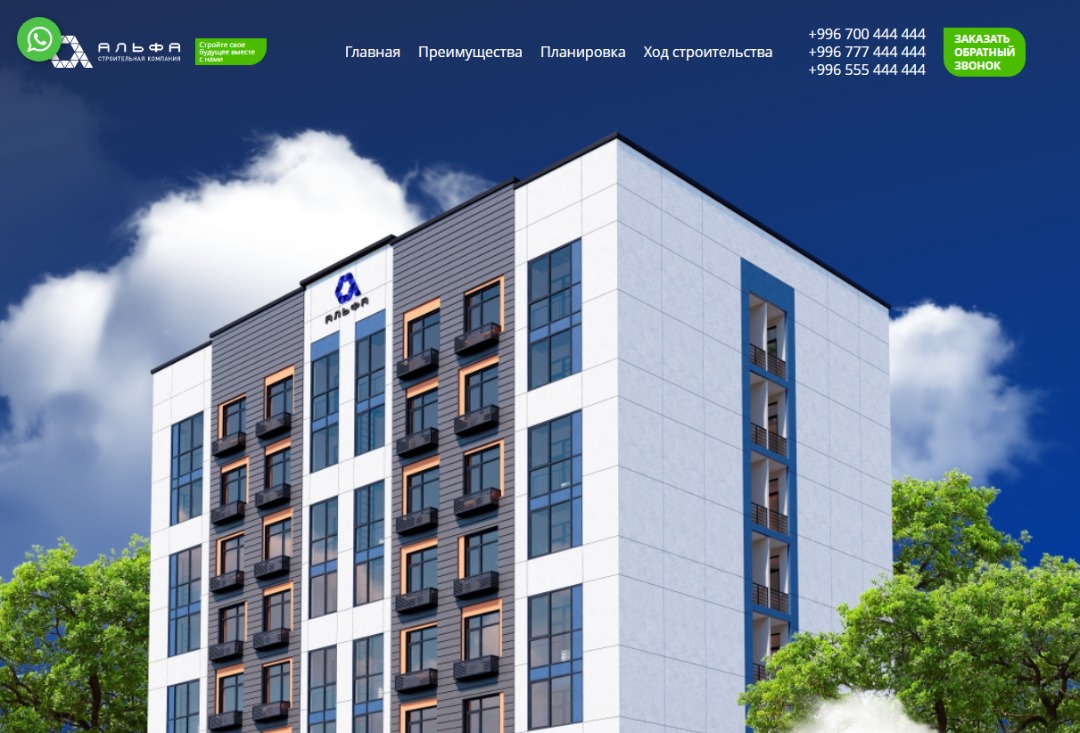 АЛЬФА
СТРОИТЕЛЬНАЯ КОМПАНИЯ
Стройте свое
будущее вместе
с нами
Главная Преимущества Планировка Ход строительства
+996 700 444 444
+996 777 444 444
+996 555 444 444
ЗАКАЗАТЬ
ОБРАТНЫЙ
ЗВОНОК
АЛЬФА